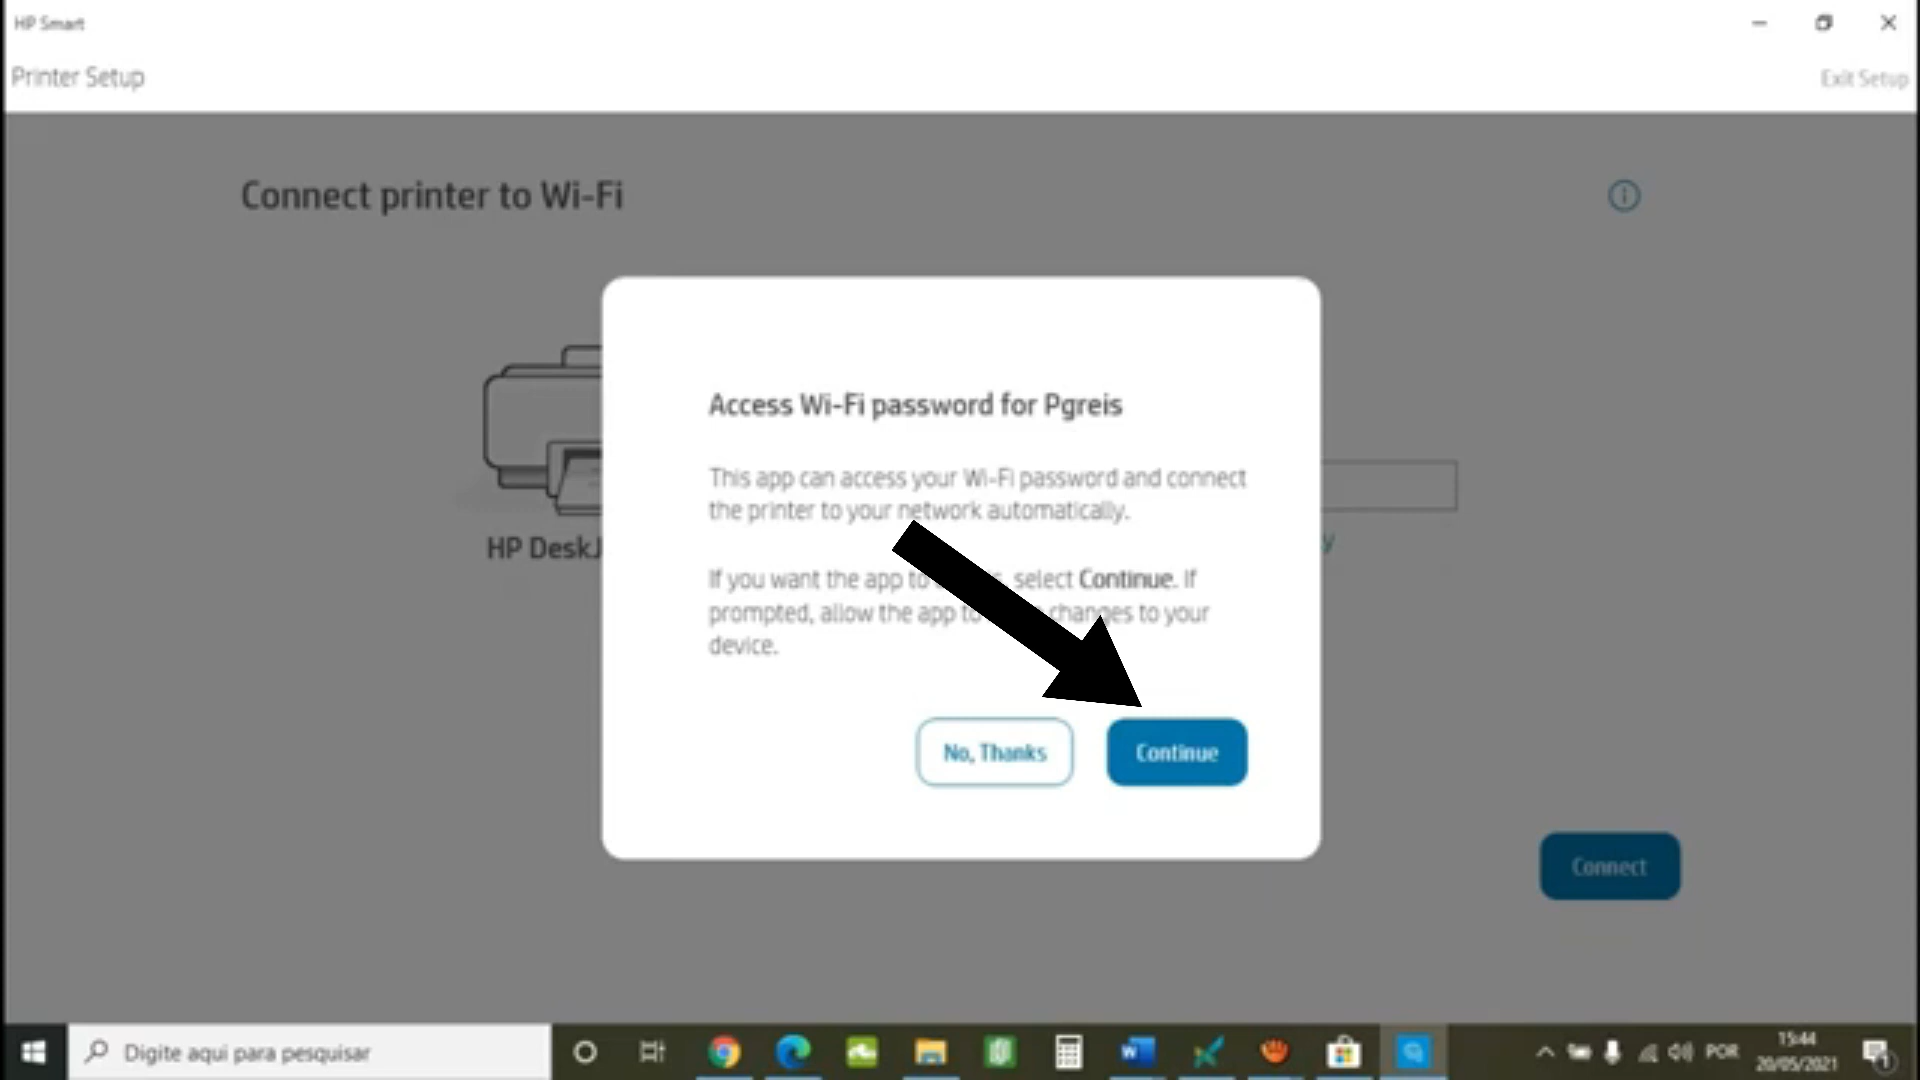 HP Smart
Printer Setup
Exit Setup
Connect printer to Wi-Fi
HP DeskJ
Access Wi-Fi password for Pgreis
This app can access your Wi-Fi password and connect
the printer to your network automatically.
If you want the app to select Continue. If
prompted, allow the app to changes to your
device.
y
No, Thanks
Continue
Connect
Digite aqui para pesquisar
POR
15:44
20/05/2021
1